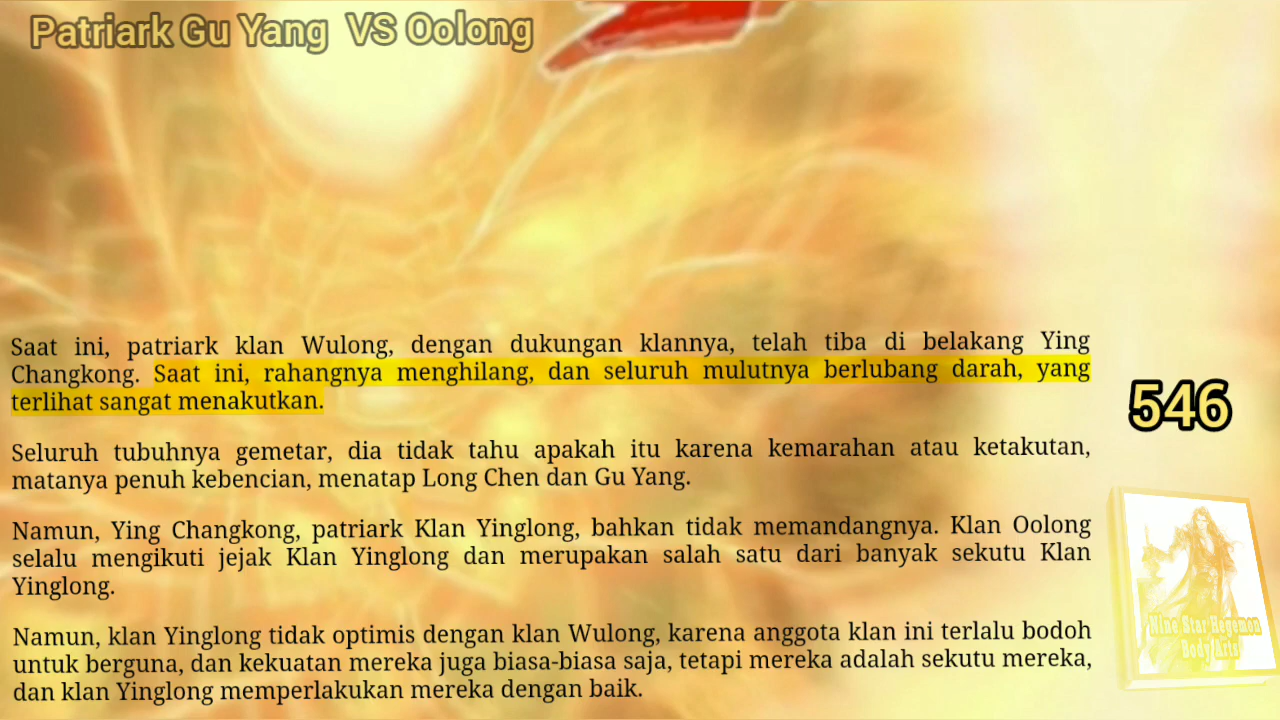 Patriark Gu Yang VS Oolong
Saat ini, patriark klan Wulong, dengan dukungan klannya, telah tiba di belakang Ying
Changkong. Saat ini, rahangnya menghilang, dan seluruh mulutnya berlubang darah, yang
terlihat sangat menakutkan.
Seluruh tubuhnya gemetar, dia tidak tahu apakah itu karena kemarahan atau ketakutan,
matanya penuh kebencian, menatap Long Chen dan Gu Yang.
Namun, Ying Changkong, patriark Klan Yinglong, bahkan tidak memandangnya. Klan Oolong
selalu mengikuti jejak Klan Yinglong dan merupakan salah satu dari banyak sekutu Klan
Yinglong.
Namun, klan Yinglong tidak optimis dengan klan Wulong, karena anggota klan ini terlalu bodoh
untuk berguna, dan kekuatan mereka juga biasa-biasa saja, tetapi mereka adalah sekutu mereka,
dan klan Yinglong memperlakukan mereka dengan baik.
546
Nine Star Hegemon
Body Arts